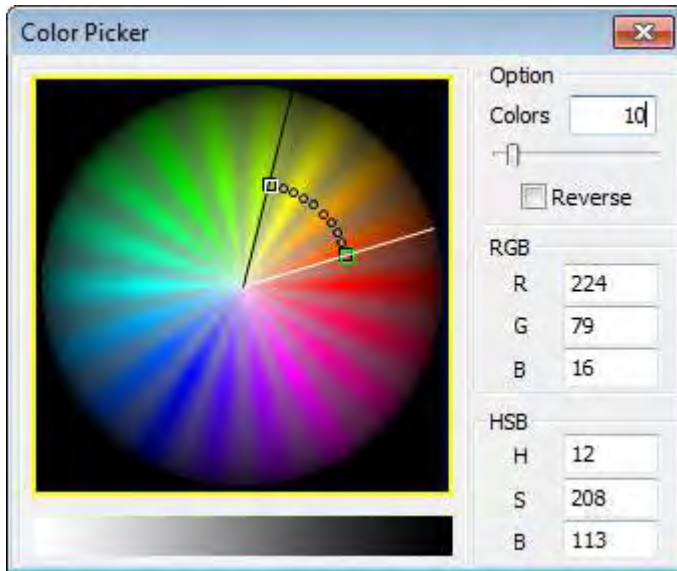 Color Picker
Option
Colors 10
Reverse
RGB
R 224
G 79
B 16
HSB
H 12
S 208
B 113